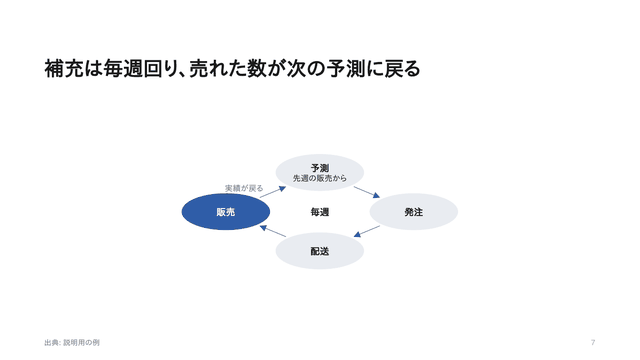 補充は毎週回り、売れた数が次の予測に戻る
予測
先週の販売から
実績が戻る
販売
毎週
発注
配送
出典: 説明用の例
7